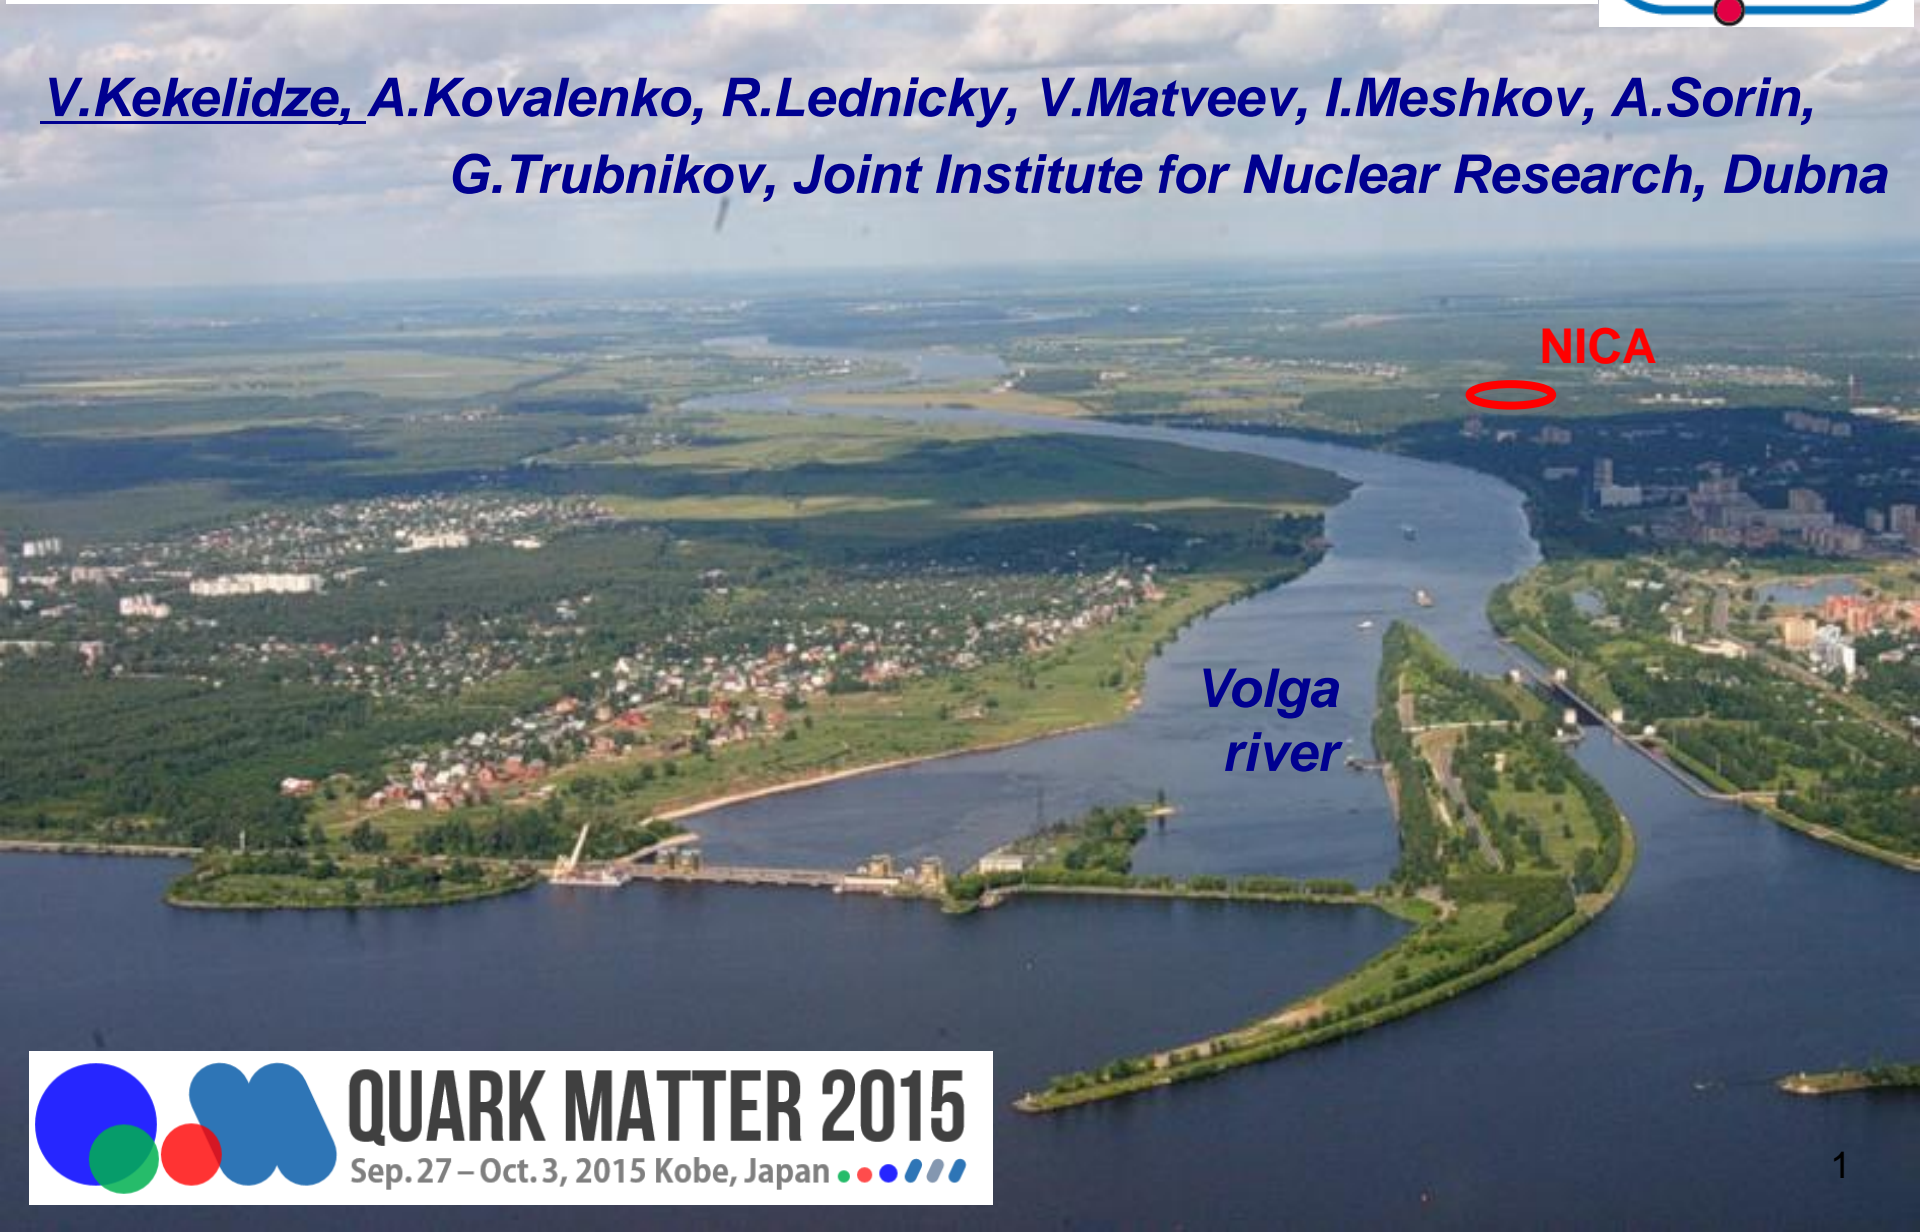 V.Kekelidze, A.Kovalenko, R.Lednicky, V.Matveev, I.Meshkov, A.Sorin,
G.Trubnikov, Joint Institute for Nuclear Research, Dubna
NICA
Volga
river
QUARK MATTER 2015
Sep. 27 – Oct. 3, 2015 Kobe, Japan
1